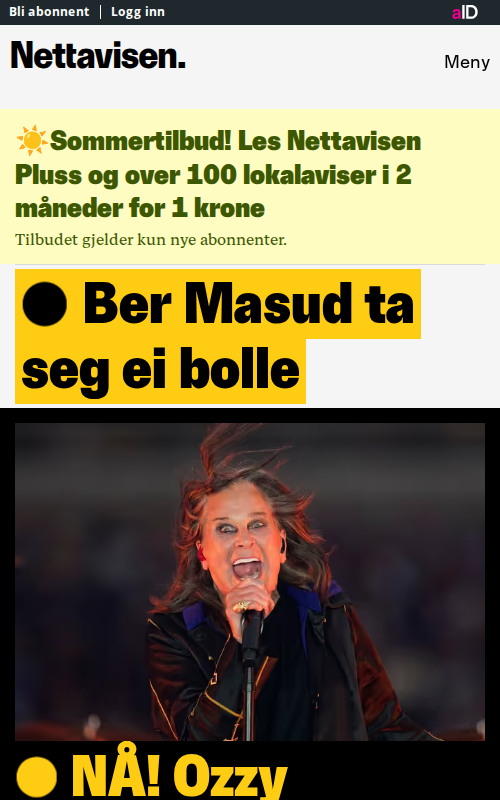 Bli abonnent | Logg inn
aID
Nettavisen.
Meny
☀️Sommertilbud! Les Nettavisen
Pluss og over 100 lokalaviser i 2
måneder for 1 krone
Tilbudet gjelder kun nye abonnenter.
● Ber Masud ta
seg ei bolle
● NÅ! Ozzy